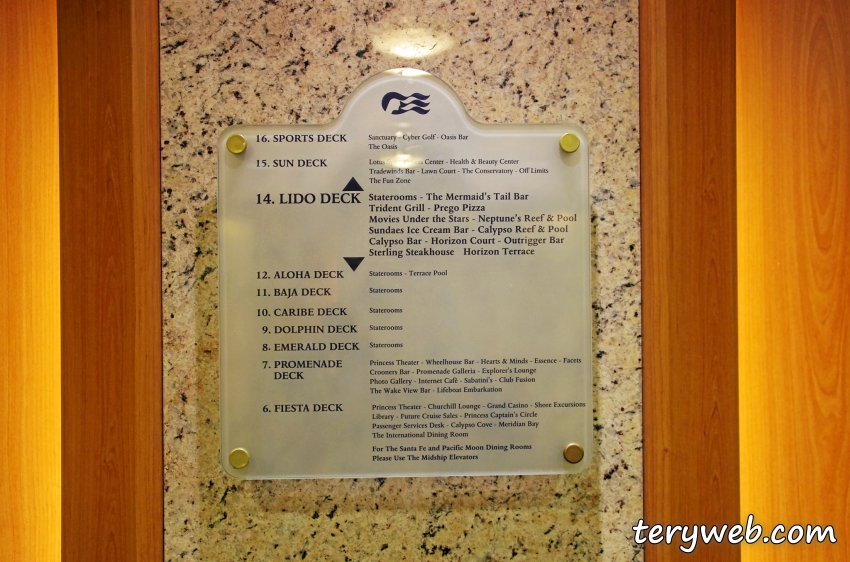 16. SPORTS DECK Sanctuary - Cyber Golf - Oasis Bar
The Oasis
15. SUN DECK Lotus Center - Health & Beauty Center
Tradewinds Bar - Lawn Court - The Conservatory - Off Limits
The Fun Zone
14. LIDO DECK Staterooms - The Mermaid's Tail Bar
Trident Grill - Prego Pizza
Movies Under the Stars - Neptune's Reef & Pool
Sundaes Ice Cream Bar - Calypso Reef & Pool
Calypso Bar - Horizon Court - Outrigger Bar
Sterling Steakhouse Horizon Terrace
12. ALOHA DECK Staterooms - Terrace Pool
11. BAJA DECK Staterooms
10. CARIBE DECK Staterooms
9. DOLPHIN DECK Staterooms
8. EMERALD DECK Staterooms
7. PROMENADE DECK Princess Theater - Wheelhouse Bar - Hearts & Minds - Essence - Facets
Crooners Bar - Promenade Galleria - Explorer's Lounge
Photo Gallery - Internet Café - Sabatini's - Club Fusion
The Wake View Bar - Lifeboat Embarkation
6. FIESTA DECK Princess Theater - Churchill Lounge - Grand Casino - Shore Excursions
Library - Future Cruise Sales - Princess Captain's Circle
Passenger Services Desk - Calypso Cove - Meridian Bay
The International Dining Room
For The Santa Fe and Pacific Moon Dining Rooms
Please Use The Midship Elevators
teryweb.com